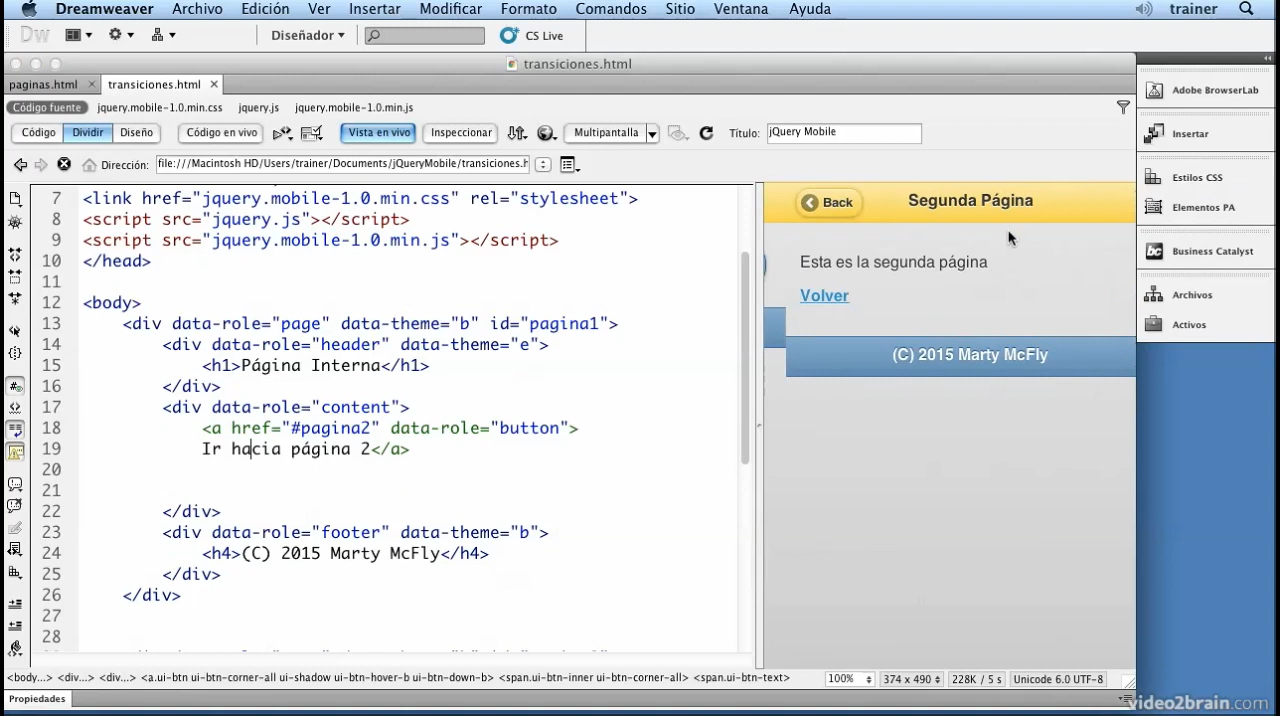 Dreamweaver Archivo Edición Ver Insertar Modificar Formato Comandos Sitio Ventana Ayuda trainer
Dw Diseñador CS Live
transiciones.html
paginas.html × transiciones.html ×
Código fuente jquery.mobile-1.0.min.css jquery.js jquery.mobile-1.0.min.js
Código Dividir Diseño Código en vivo Vista en vivo Inspeccionar Multipantalla Título: jQuery Mobile
Dirección: file:///Macintosh HD/Users/trainer/Documents/jQueryMobile/transiciones.h
7 <link href="jquery.mobile-1.0.min.css" rel="stylesheet">
8 <script src="jquery.js"></script>
9 <script src="jquery.mobile-1.0.min.js"></script>
10 </head>
11
12 <body>
13 <div data-role="page" data-theme="b" id="pagina1">
14 <div data-role="header" data-theme="e">
15 <h1>Página Interna</h1>
16 </div>
17 <div data-role="content">
18 <a href="#pagina2" data-role="button">
19 Ir hacia página 2</a>
20
21
22 </div>
23 <div data-role="footer" data-theme="b">
24 <h4>(C) 2015 Marty McFly</h4>
25 </div>
26 </div>
27
28
Back Segunda Página
Esta es la segunda página
Volver
(C) 2015 Marty McFly
Adobe BrowserLab
Insertar
Estilos CSS
Elementos PA
bc Business Catalyst
Archivos
Activos
<body...> <div...> <div...> <a.ui-btn ui-btn-corner-all ui-shadow ui-btn-hover-b ui-btn-down-b> <span.ui-btn-inner ui-btn-corner-all> <span.ui-btn-text> 100% 374 x 490 228K / 5 s Unicode 6.0 UTF-8
Propiedades
video2brain.com